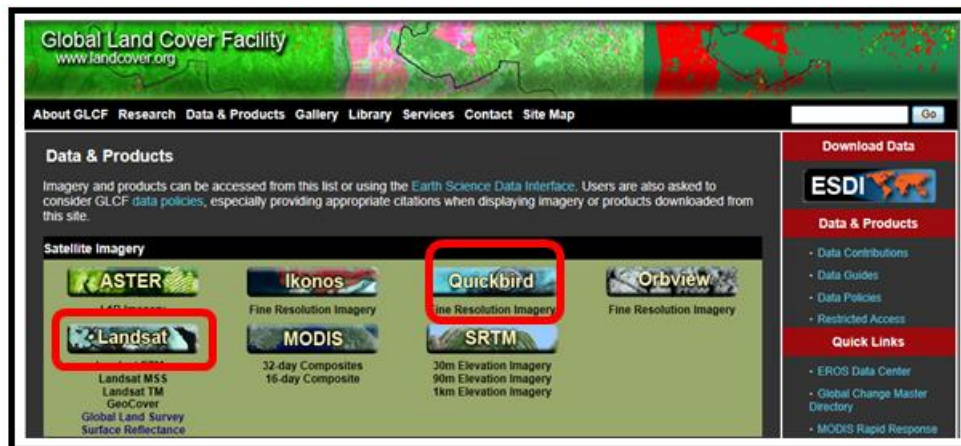 Global Land Cover Facility
www.landcover.org
About GLCF Research Data & Products Gallery Library Services Contact Site Map
Go
Data & Products
Imagery and products can be accessed from this list or using the Earth Science Data Interface. Users are also asked to
consider GLCF data policies, especially providing appropriate citations when displaying imagery or products downloaded from
this site.
Satellite Imagery
ASTER
Ikonos
Fine Resolution Imagery
Quickbird
Fine Resolution Imagery
Orbview
Fine Resolution Imagery
Landsat
Landsat MSS
Landsat TM
GeoCover
Global Land Survey
Surface Reflectance
MODIS
32-day Composites
16-day Composite
SRTM
30m Elevation Imagery
90m Elevation Imagery
1km Elevation Imagery
Download Data
ESDI
Data & Products
• Data Contributions
• Data Guides
• Data Policies
• Restricted Access
Quick Links
• EROS Data Center
• Global Change Master
Directory
• MODIS Rapid Response